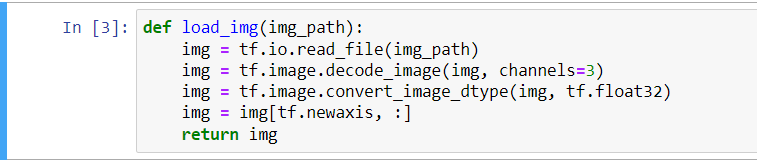 In [3]: def load_img(img_path):
    img = tf.io.read_file(img_path)
    img = tf.image.decode_image(img, channels=3)
    img = tf.image.convert_image_dtype(img, tf.float32)
    img = img[tf.newaxis, :]
    return img